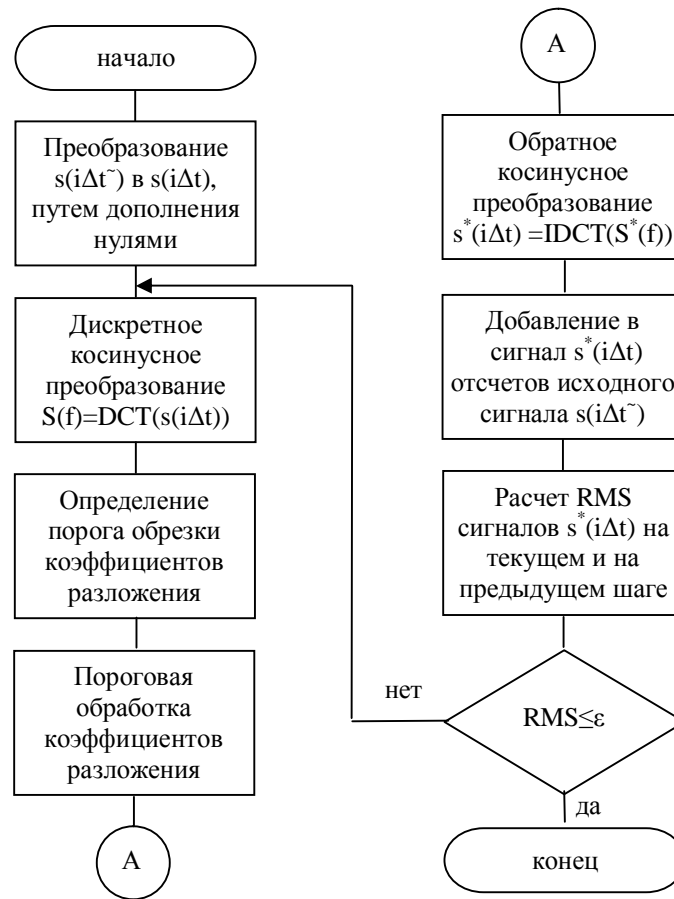 начало
Преобразование
s(iΔt˜) в s(iΔt),
путем дополнения
нулями
Дискретное
косинусное
преобразование
S(f)=DCT(s(iΔt))
Определение
порога обрезки
коэффициентов
разложения
Пороговая
обработка
коэффициентов
разложения
А
А
Обратное
косинусное
преобразование
s*(iΔt) =IDCT(S*(f))
Добавление в
сигнал s*(iΔt)
отсчетов исходного
сигнала s(iΔt˜)
Расчет RMS
сигналов s*(iΔt) на
текущем и на
предыдущем шаге
нет
RMS≤ε
да
конец